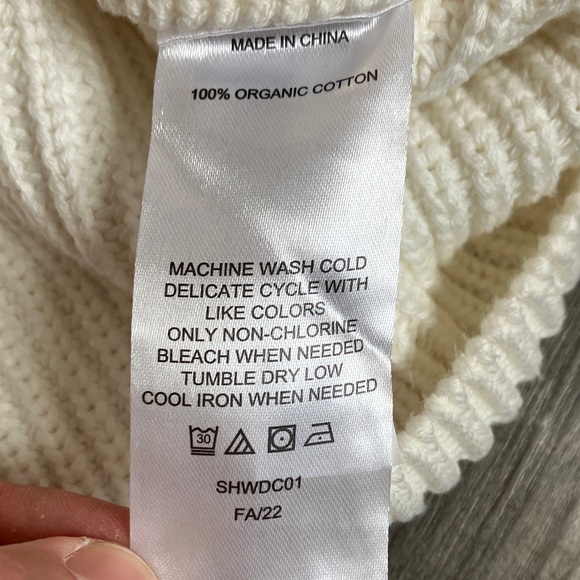 MADE IN CHINA
100% ORGANIC COTTON
MACHINE WASH COLD
DELICATE CYCLE WITH
LIKE COLORS
ONLY NON-CHLORINE
BLEACH WHEN NEEDED
TUMBLE DRY LOW
COOL IRON WHEN NEEDED
30
SHWDC01
FA/22